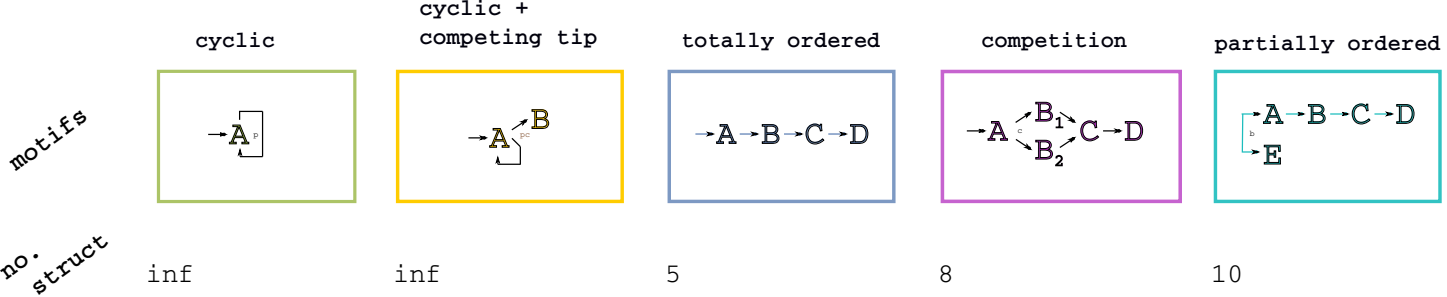 cyclic
cyclic +
competing tip
totally ordered
competition
partially ordered
motifs
A p
A B pc
A B C D
A c B1 B2 C D
A B C D
b
E
no.
struct
inf
inf
5
8
10